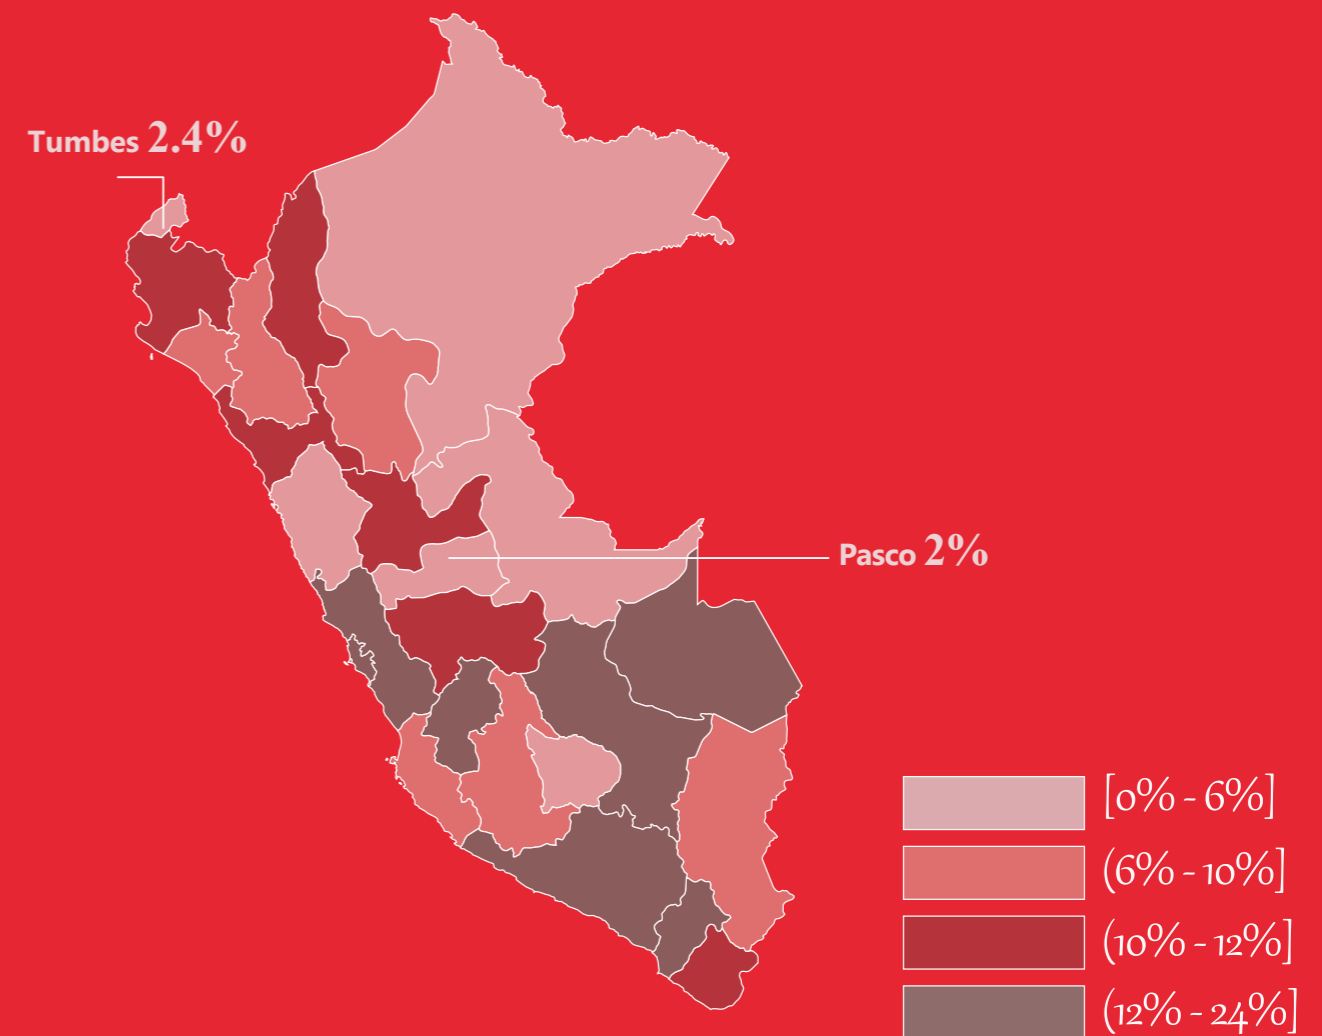 Tumbes 2.4%
Pasco 2%
[0% - 6%]
(6% - 10%]
(10% - 12%]
(12% - 24%]